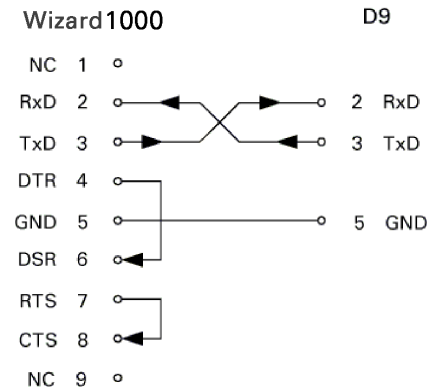 Wizard1000 D9
NC 1
RxD 2 2 RxD
TxD 3 3 TxD
DTR 4
GND 5 5 GND
DSR 6
RTS 7
CTS 8
NC 9